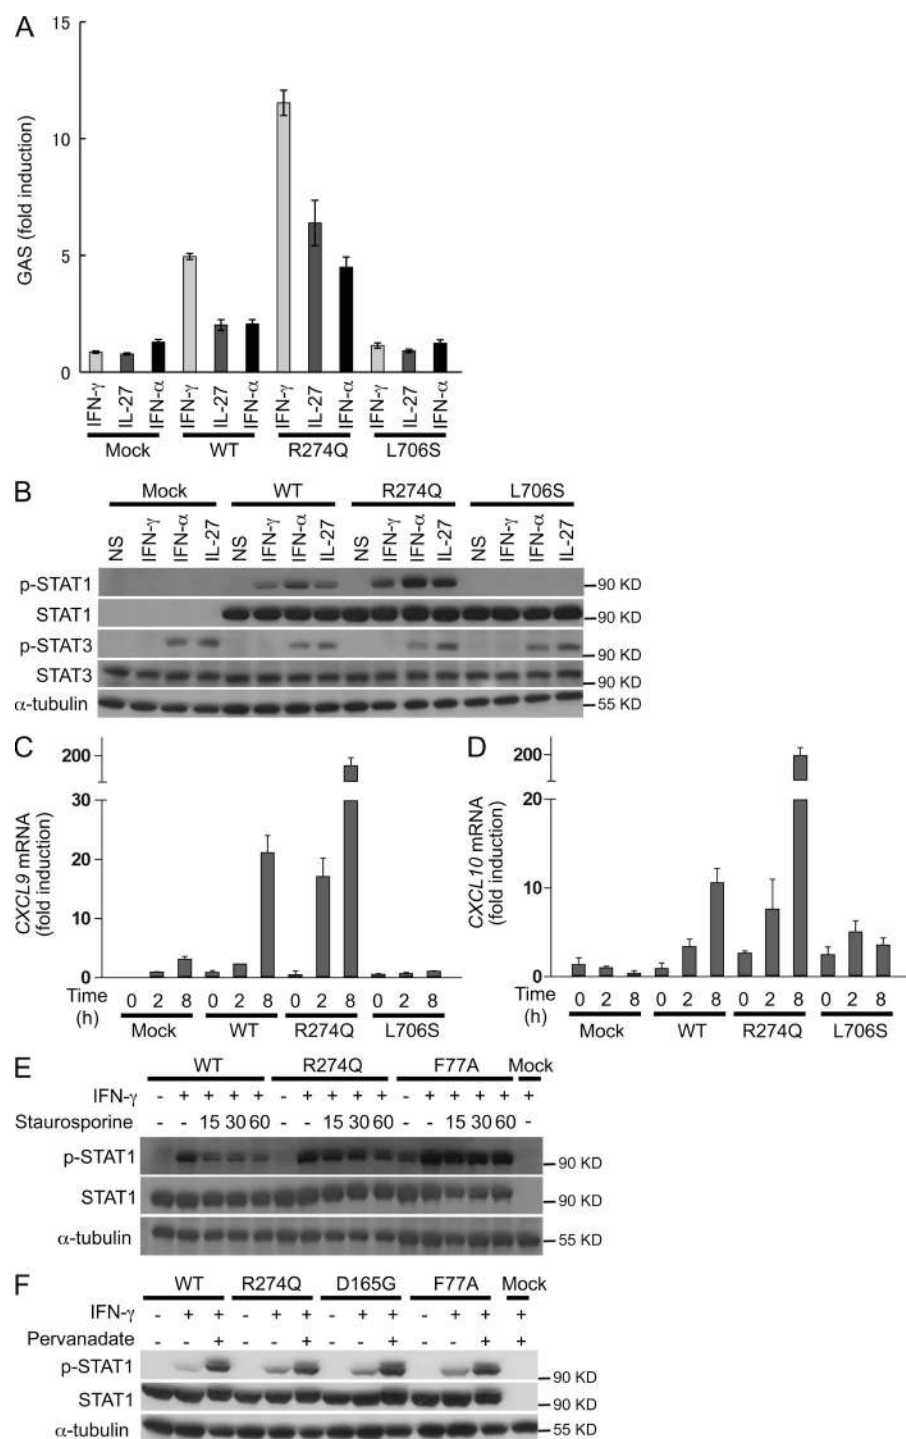 A
15
10
5
0
GAS (fold induction)
IFN-γ IL-27 IFN-α IFN-γ IL-27 IFN-α IFN-γ IL-27 IFN-α IFN-γ IL-27 IFN-α
Mock WT R274Q L706S
B
Mock WT R274Q L706S
NS IFN-γ IFN-α IL-27 NS IFN-γ IFN-α IL-27 NS IFN-γ IFN-α IL-27 NS IFN-γ IFN-α IL-27
p-STAT1 90 KD
STAT1 90 KD
p-STAT3 90 KD
STAT3 90 KD
α-tubulin 55 KD
C
200
30
20
10
0
CXCL9 mRNA
(fold induction)
Time 0 2 8 0 2 8 0 2 8 0 2 8
(h) Mock WT R274Q L706S
D
200
20
10
0
CXCL10 mRNA
(fold induction)
Time 0 2 8 0 2 8 0 2 8 0 2 8
(h) Mock WT R274Q L706S
E
WT R274Q F77A Mock
IFN-γ - + + + + - + + + + - + + + + +
Staurosporine - - 15 30 60 - - 15 30 60 - - 15 30 60 -
p-STAT1 90 KD
STAT1 90 KD
α-tubulin 55 KD
F
WT R274Q D165G F77A Mock
IFN-γ - + + - + + - + + - + + +
Pervanadate - - + - - + - - + - - + +
p-STAT1 90 KD
STAT1 90 KD
α-tubulin 55 KD